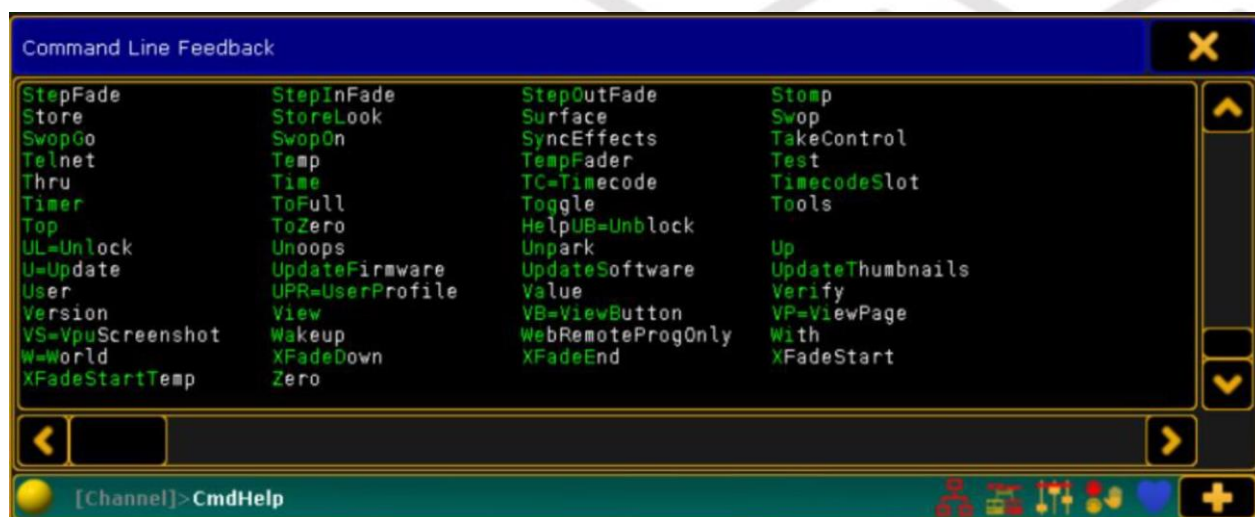 Command Line Feedback
StepFade StepInFade StepOutFade Stomp
Store StoreLook Surface Swop
SwopGo SwopOn SyncEffects TakeControl
Telnet Temp TempFader Test
Thru Time TC=Timecode TimecodeSlot
Timer ToFull Toggle Tools
Top ToZero HelpUB=Unblock
UL=Unlock Unoops Unpark Up
U=Update UpdateFirmware UpdateSoftware UpdateThumbnails
User UPR=UserProfile Value Verify
Version View VB=ViewButton VP=ViewPage
VS=VpuScreenshot Wakeup WebRemoteProgOnly With
W=World XFadeDown XFadeEnd XFadeStart
XFadeStartTemp Zero
[Channel]>CmdHelp